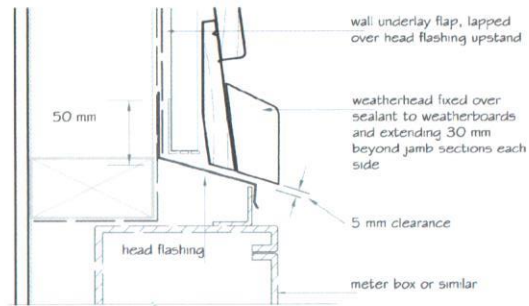 wall underlay flap, lapped
over head flashing upstand
50 mm
weatherhead fixed over
sealant to weatherboards
and extending 30 mm
beyond jamb sections each
side
5 mm clearance
head flashing
meter box or similar